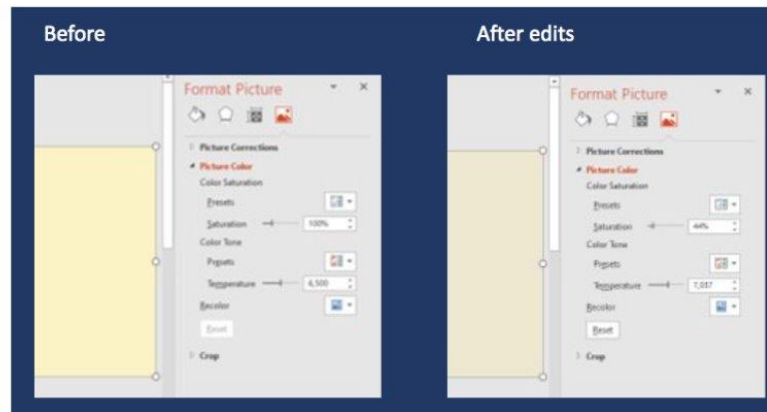 Before
After edits
Format Picture
Picture Corrections
Picture Color
Color Saturation
Presets
Saturation 100%
Color Tone
Presets
Temperature 6,500
Recolor
Reset
Crop
Format Picture
Picture Corrections
Picture Color
Color Saturation
Presets
Saturation 44%
Color Tone
Presets
Temperature
Recolor
Reset
Crop